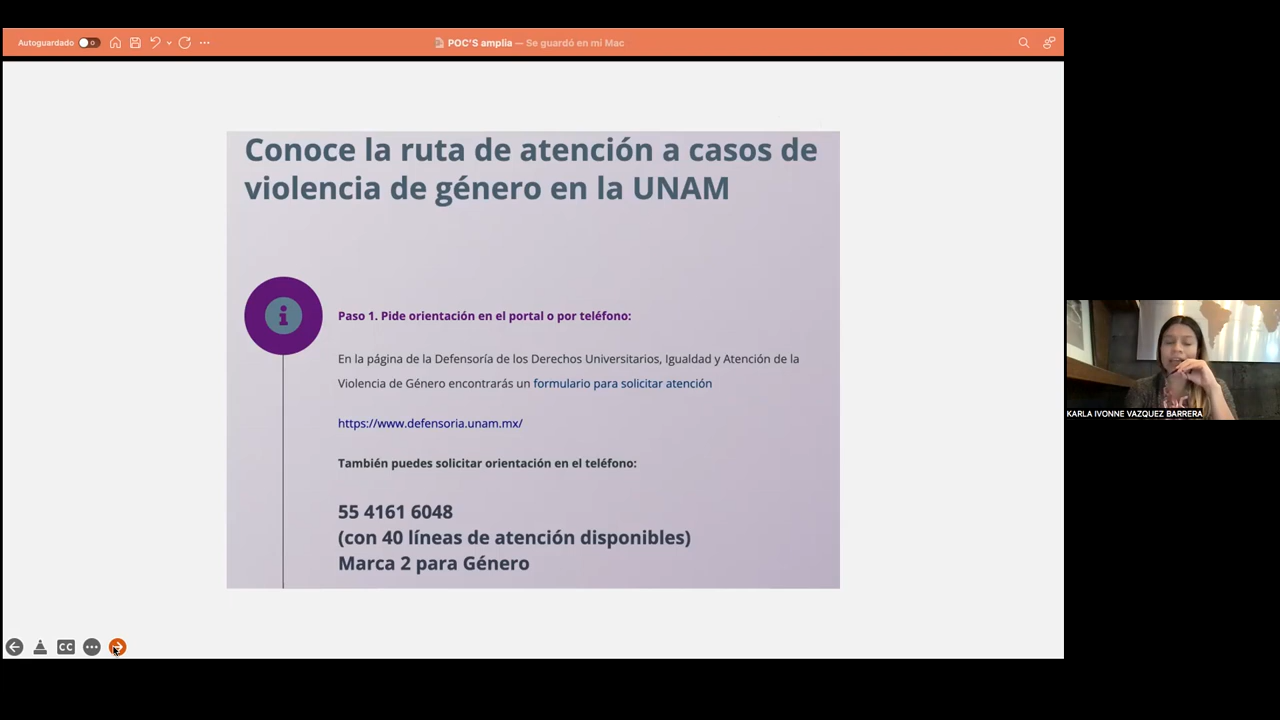 Autoguardado
POC'S amplia — Se guardó en mi Mac
Conoce la ruta de atención a casos de
violencia de género en la UNAM
Paso 1. Pide orientación en el portal o por teléfono:
En la página de la Defensoría de los Derechos Universitarios, Igualdad y Atención de la
Violencia de Género encontrarás un formulario para solicitar atención
https://www.defensoria.unam.mx/
También puedes solicitar orientación en el teléfono:
55 4161 6048
(con 40 líneas de atención disponibles)
Marca 2 para Género
CC
KARLA IVONNE VAZQUEZ BARRERA